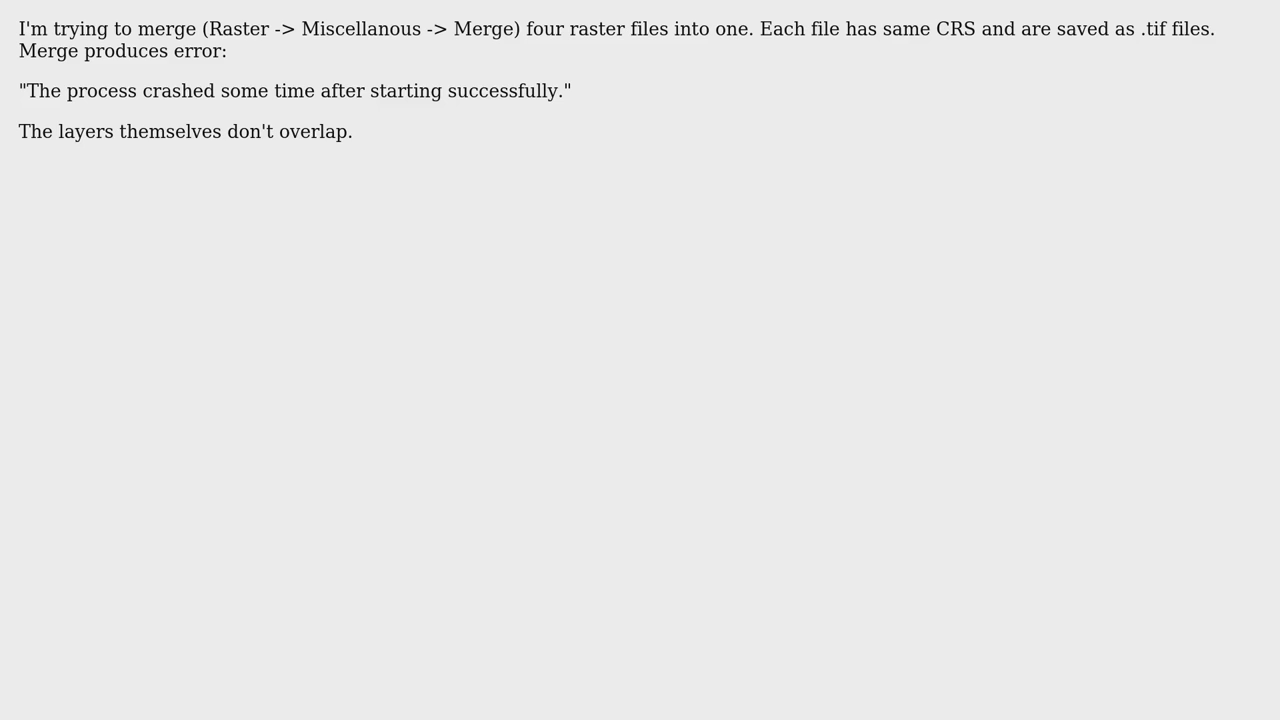 I'm trying to merge (Raster -> Miscellanous -> Merge) four raster files into one. Each file has same CRS and are saved as .tif files.
Merge produces error:
"The process crashed some time after starting successfully."
The layers themselves don't overlap.